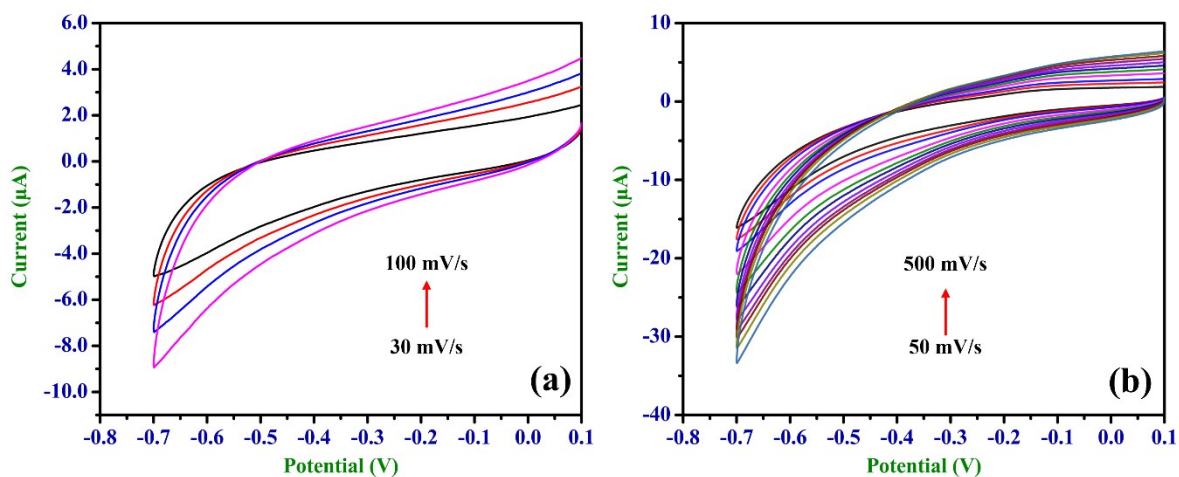 6.0
4.0
2.0
0.0
-2.0
-4.0
-6.0
-8.0
-10.0
Current (µA)
100 mV/s
30 mV/s
(a)
-0.8 -0.7 -0.6 -0.5 -0.4 -0.3 -0.2 -0.1 0.0 0.1
Potential (V)
10
0
-10
-20
-30
-40
Current (µA)
500 mV/s
50 mV/s
(b)
-0.8 -0.7 -0.6 -0.5 -0.4 -0.3 -0.2 -0.1 0.0 0.1
Potential (V)